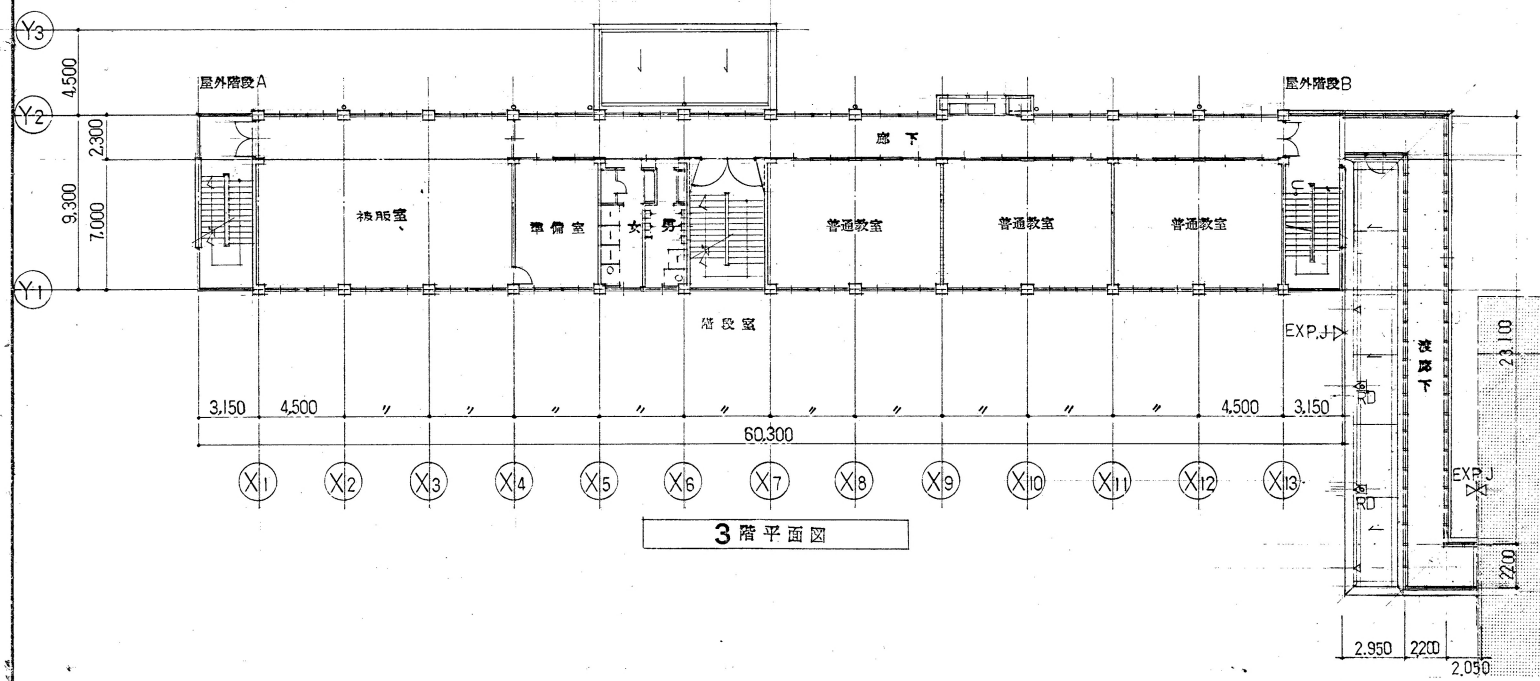 Y3
4,500
屋外階段A
屋外階段B
Y2
2,300
廊下
9,300
7,000
被服室
準備室
女
男
普通教室
普通教室
普通教室
U
Y1
階段室
EXP.J
23,100
渡廊下
RD
3,150
4,500
〃
〃
〃
〃
〃
〃
〃
〃
〃
〃
4,500
3,150
60,300
X1
X2
X3
X4
X5
X6
X7
X8
X9
X10
X11
X12
X13
EXP.J
RD
3階平面図
2200
2.950
2,200
2,050